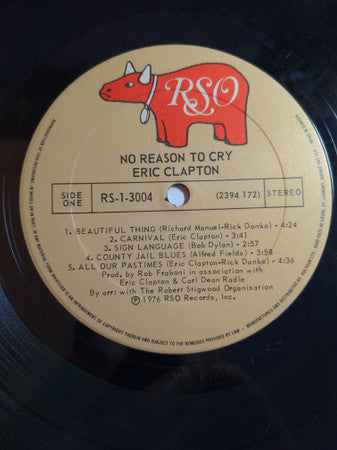 RSO
NO REASON TO CRY
ERIC CLAPTON
SIDE ONE
RS-1-3004
(2394 172)
STEREO
1. BEAUTIFUL THING (Richard Manuel-Rick Danko) • 4:24
2. CARNIVAL (Eric Clapton) • 3:41
3. SIGN LANGUAGE (Bob Dylan) • 2:57
4. COUNTY JAIL BLUES (Alfred Fields) • 3:58
5. ALL OUR PASTIMES (Eric Clapton-Rick Danko) • 4:36
Prod. by Rob Fraboni in association with
Eric Clapton & Carl Dean Radle
By arr: with The Robert Stigwood Organisation
℗ 1976 RSO Records, Inc.